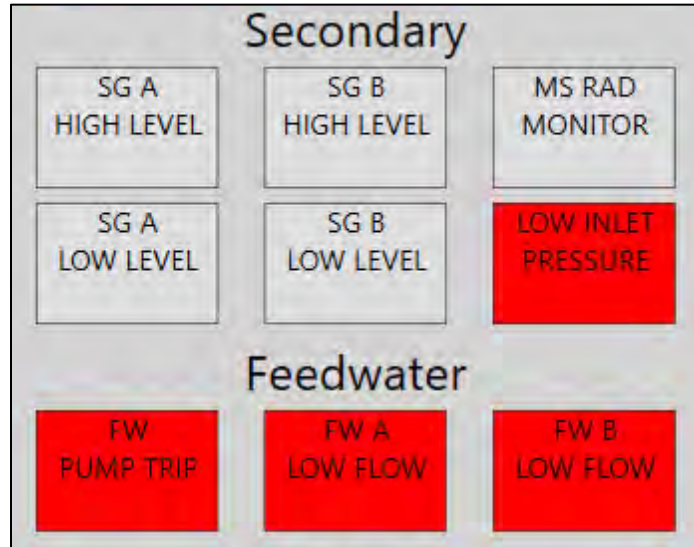 Secondary
SG A
HIGH LEVEL
SG B
HIGH LEVEL
MS RAD
MONITOR
SG A
LOW LEVEL
SG B
LOW LEVEL
LOW INLET
PRESSURE
Feedwater
FW
PUMP TRIP
FW A
LOW FLOW
FW B
LOW FLOW